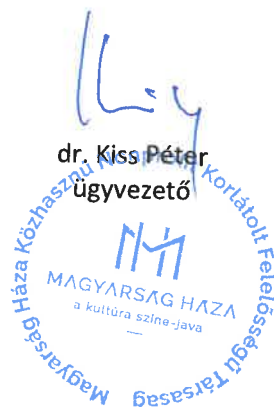 dr. Kiss Péter
ügyvezető
Magyarság Háza Közhasznú Nonprofit Korlátolt Felelősségű Társaság
MAGYARSÁG HÁZA
a kultúra színe-java